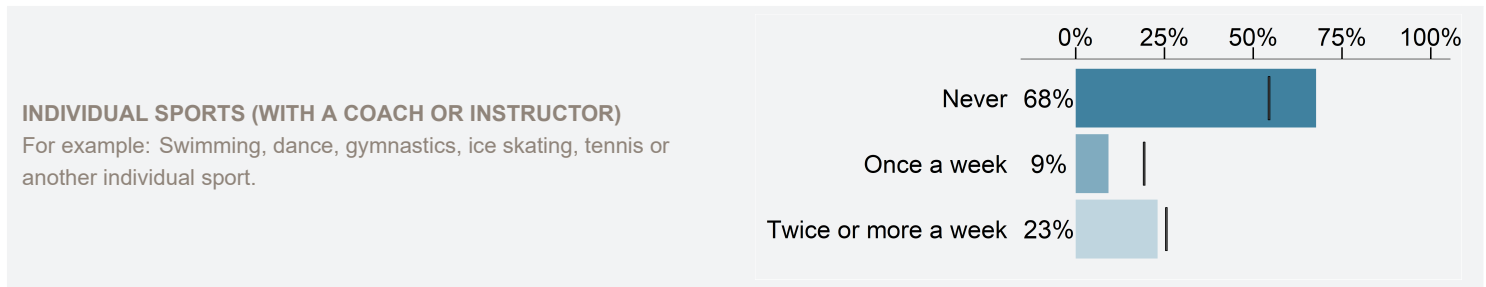 INDIVIDUAL SPORTS (WITH A COACH OR INSTRUCTOR)
For example: Swimming, dance, gymnastics, ice skating, tennis or
another individual sport.
0% 25% 50% 75% 100%
Never 68%
Once a week 9%
Twice or more a week 23%